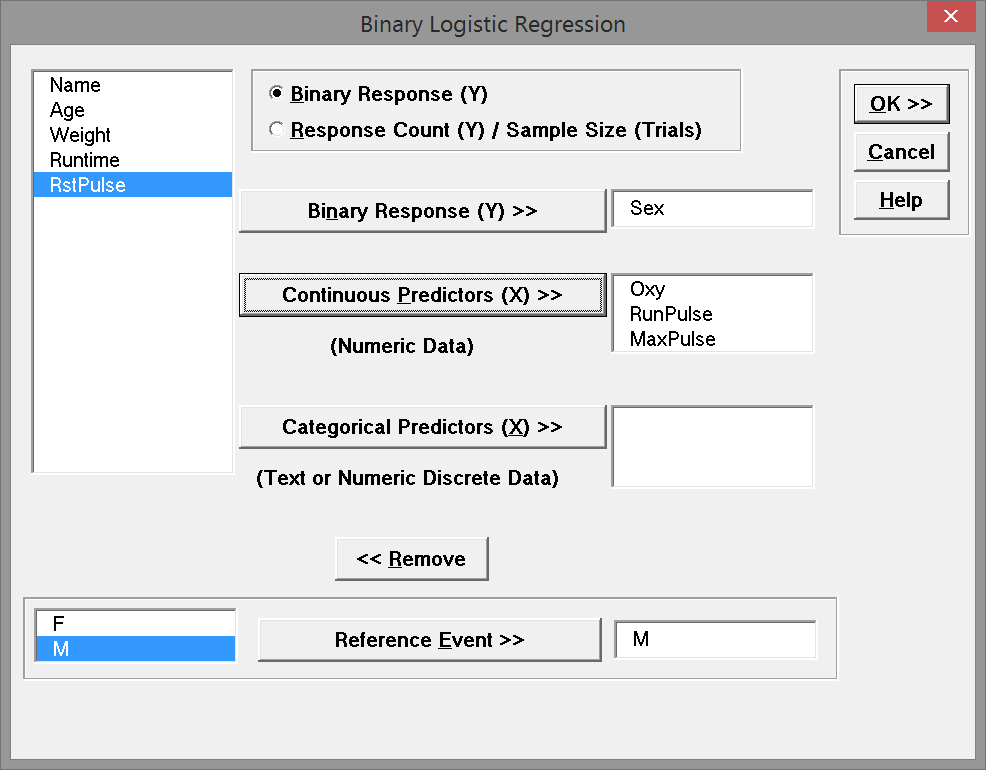 Binary Logistic Regression
Name
Age
Weight
Runtime
RstPulse
Binary Response (Y)
Response Count (Y) / Sample Size (Trials)
Binary Response (Y) >>
Sex
Continuous Predictors (X) >>
(Numeric Data)
Oxy
RunPulse
MaxPulse
Categorical Predictors (X) >>
(Text or Numeric Discrete Data)
<< Remove
F
M
Reference Event >>
M
OK >>
Cancel
Help